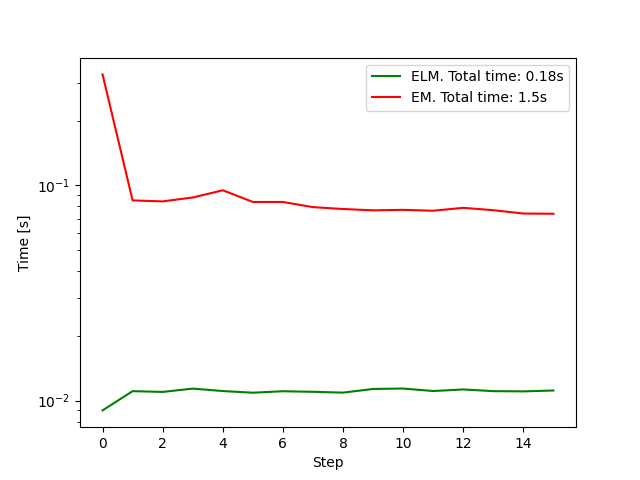 ELM. Total time: 0.18s
EM. Total time: 1.5s
10⁻¹
10⁻²
Time [s]
0 2 4 6 8 10 12 14
Step